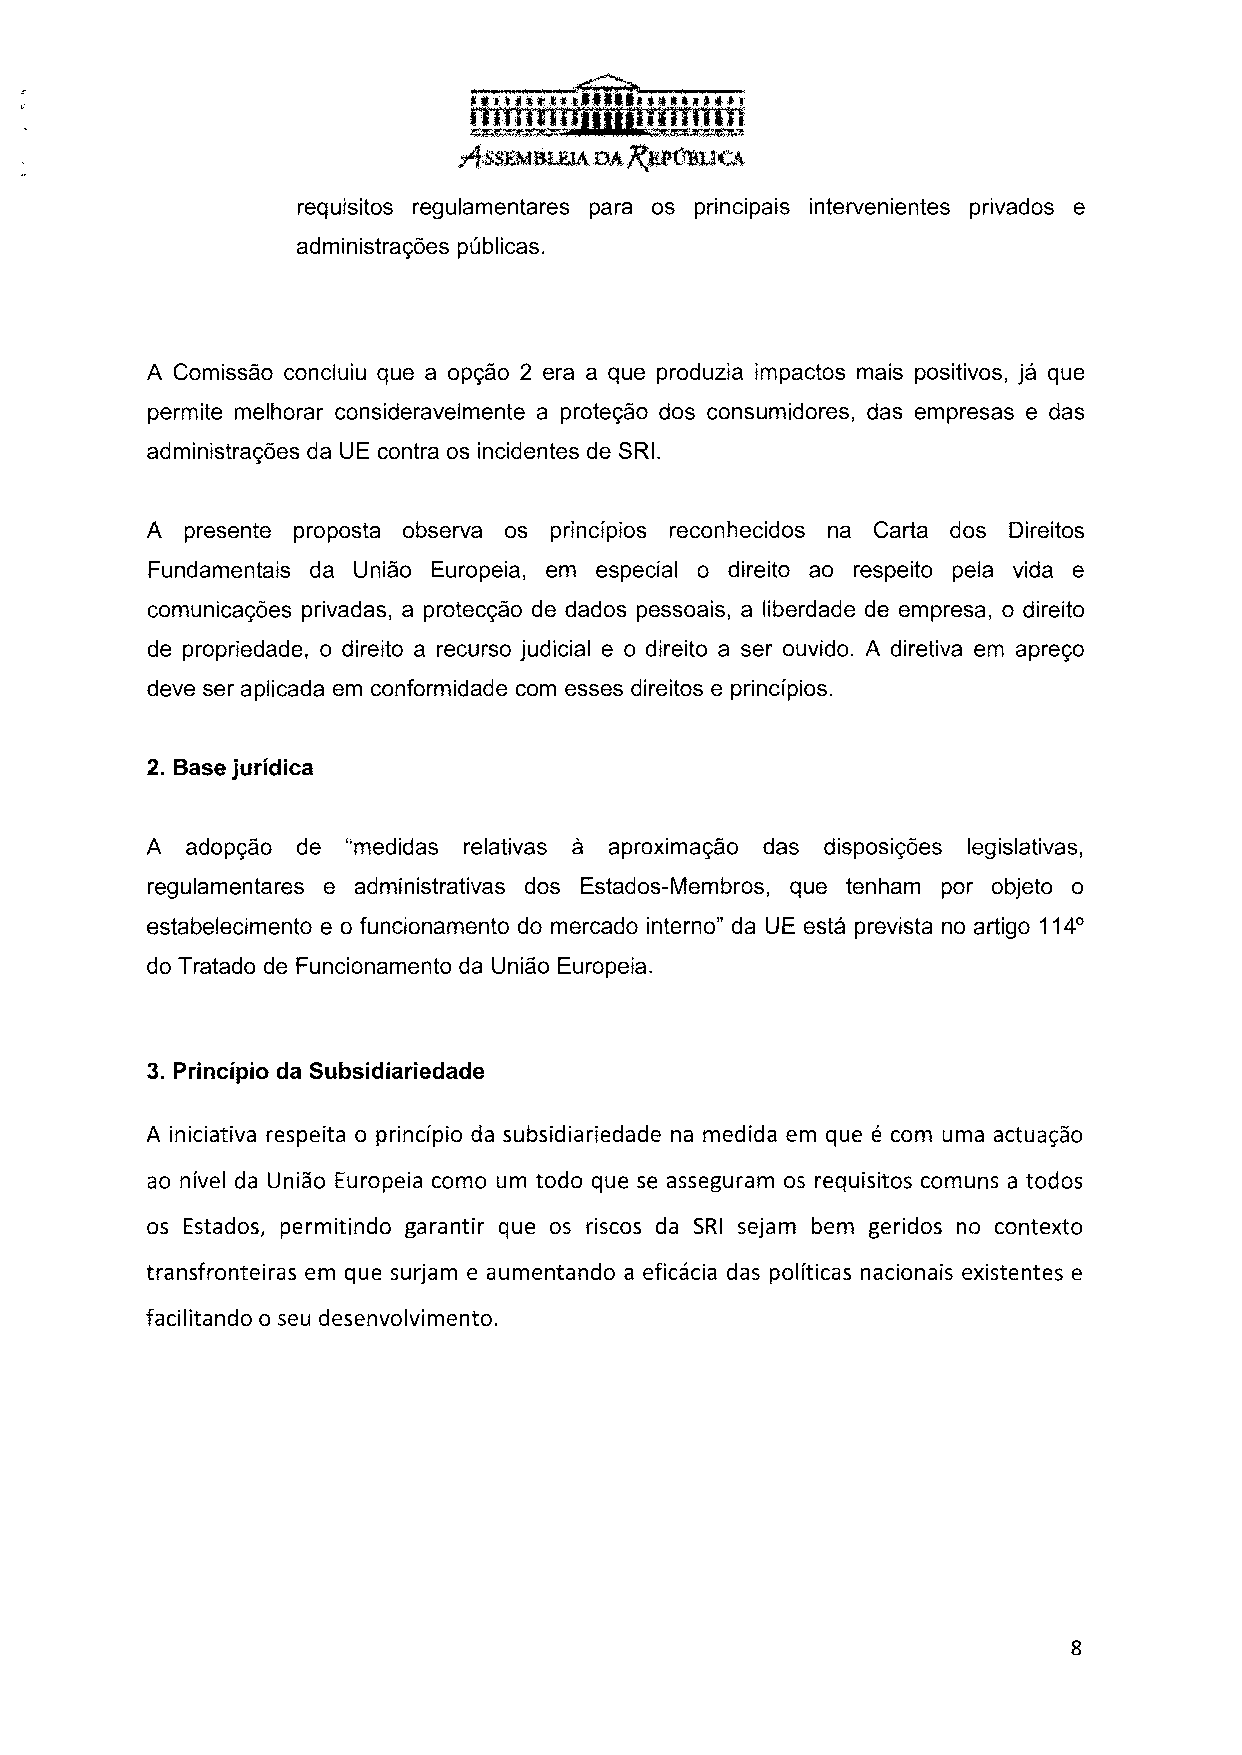 ASSEMBLEIA DA REPÚBLICA
requisitos regulamentares para os principais intervenientes privados e
administrações públicas.
A Comissão concluiu que a opção 2 era a que produzia impactos mais positivos, já que
permite melhorar consideravelmente a proteção dos consumidores, das empresas e das
administrações da UE contra os incidentes de SRI.
A presente proposta observa os princípios reconhecidos na Carta dos Direitos
Fundamentais da União Europeia, em especial o direito ao respeito pela vida e
comunicações privadas, a protecção de dados pessoais, a liberdade de empresa, o direito
de propriedade, o direito a recurso judicial e o direito a ser ouvido. A diretiva em apreço
deve ser aplicada em conformidade com esses direitos e princípios.
2. Base jurídica
A adopção de “medidas relativas à aproximação das disposições legislativas,
regulamentares e administrativas dos Estados-Membros, que tenham por objeto o
estabelecimento e o funcionamento do mercado interno” da UE está prevista no artigo 114º
do Tratado de Funcionamento da União Europeia.
3. Princípio da Subsidiariedade
A iniciativa respeita o princípio da subsidiariedade na medida em que é com uma actuação
ao nível da União Europeia como um todo que se asseguram os requisitos comuns a todos
os Estados, permitindo garantir que os riscos da SRI sejam bem geridos no contexto
transfronteiras em que surjam e aumentando a eficácia das políticas nacionais existentes e
facilitando o seu desenvolvimento.
8